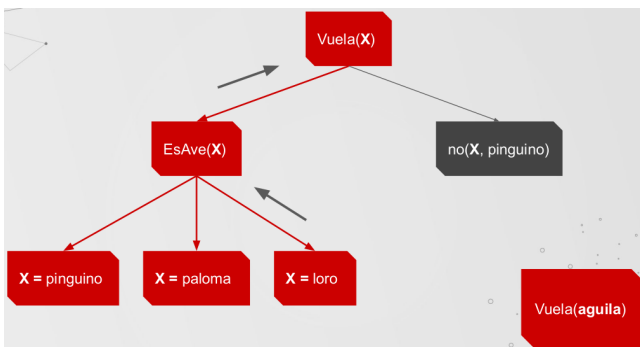 Vuela(X)
EsAve(X)
no(X, pinguino)
X = pinguino
X = paloma
X = loro
Vuela(aguila)